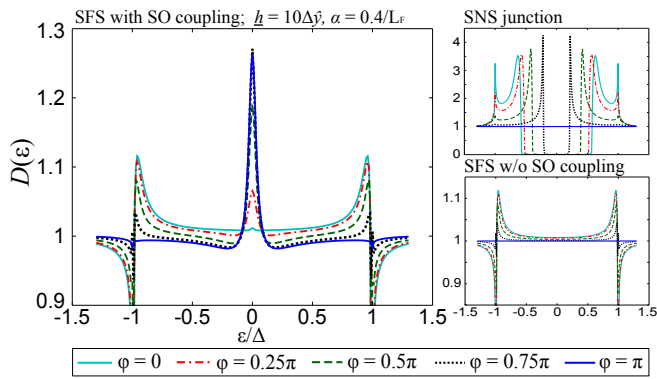 SFS with SO coupling; h = 10Δŷ, α = 0.4/L_F
D(ε)
1.3
1.2
1.1
1
0.9
-1.5 -1 -0.5 0 0.5 1 1.5
ε/Δ
SNS junction
4
3
2
1
0
SFS w/o SO coupling
1.1
1
0.9
-1.5 -1 -0.5 0 0.5 1 1.5
φ = 0 φ = 0.25π φ = 0.5π φ = 0.75π φ = π